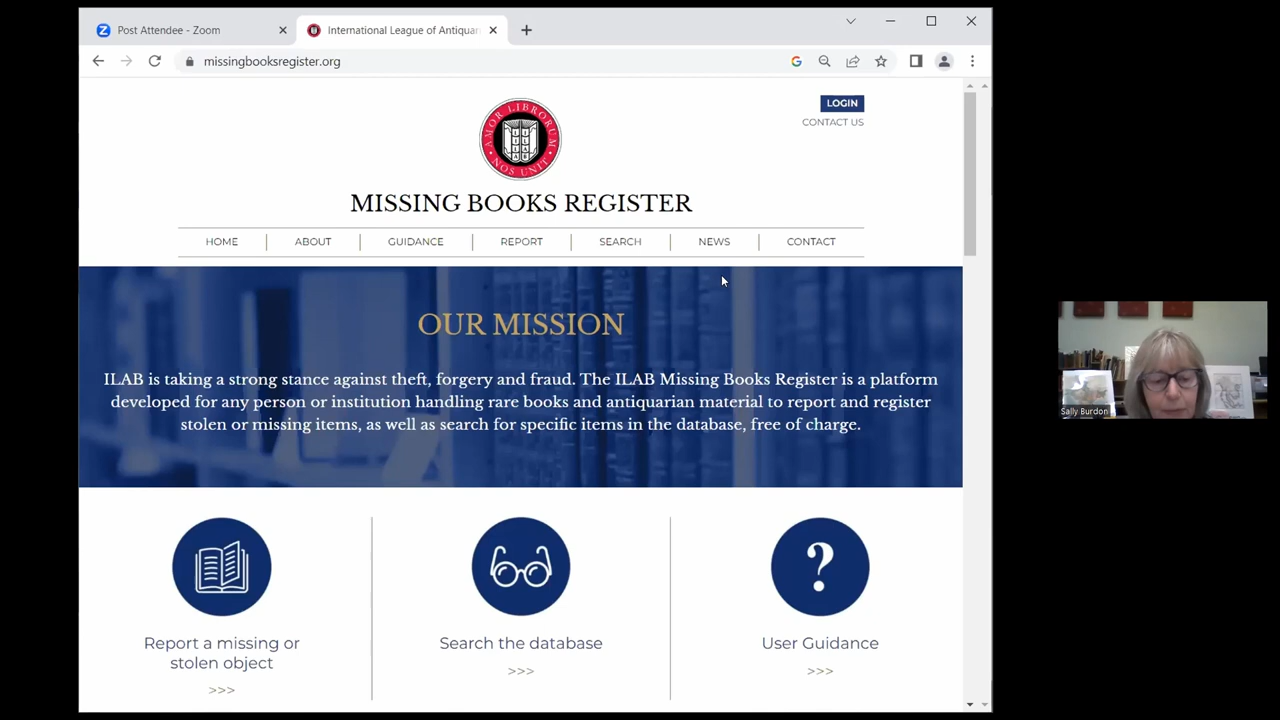 Post Attendee - Zoom
International League of Antiquar
missingbooksregister.org
LOGIN
CONTACT US
AMOR LIBRORUM
NOS UNIT
MISSING BOOKS REGISTER
HOME
ABOUT
GUIDANCE
REPORT
SEARCH
NEWS
CONTACT
OUR MISSION
ILAB is taking a strong stance against theft, forgery and fraud. The ILAB Missing Books Register is a platform
developed for any person or institution handling rare books and antiquarian material to report and register
stolen or missing items, as well as search for specific items in the database, free of charge.
Report a missing or
stolen object
>>>
Search the database
>>>
User Guidance
>>>
Sally Burdon